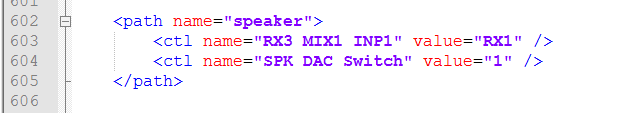 601
602 <path name="speaker">
603 <ctl name="RX3 MIX1 INP1" value="RX1" />
604 <ctl name="SPK DAC Switch" value="1" />
605 </path>
606